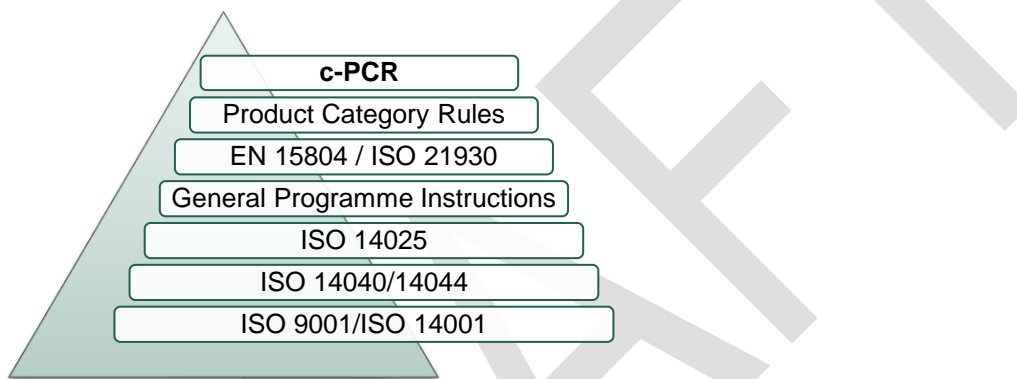 c-PCR
Product Category Rules
EN 15804 / ISO 21930
General Programme Instructions
ISO 14025
ISO 14040/14044
ISO 9001/ISO 14001